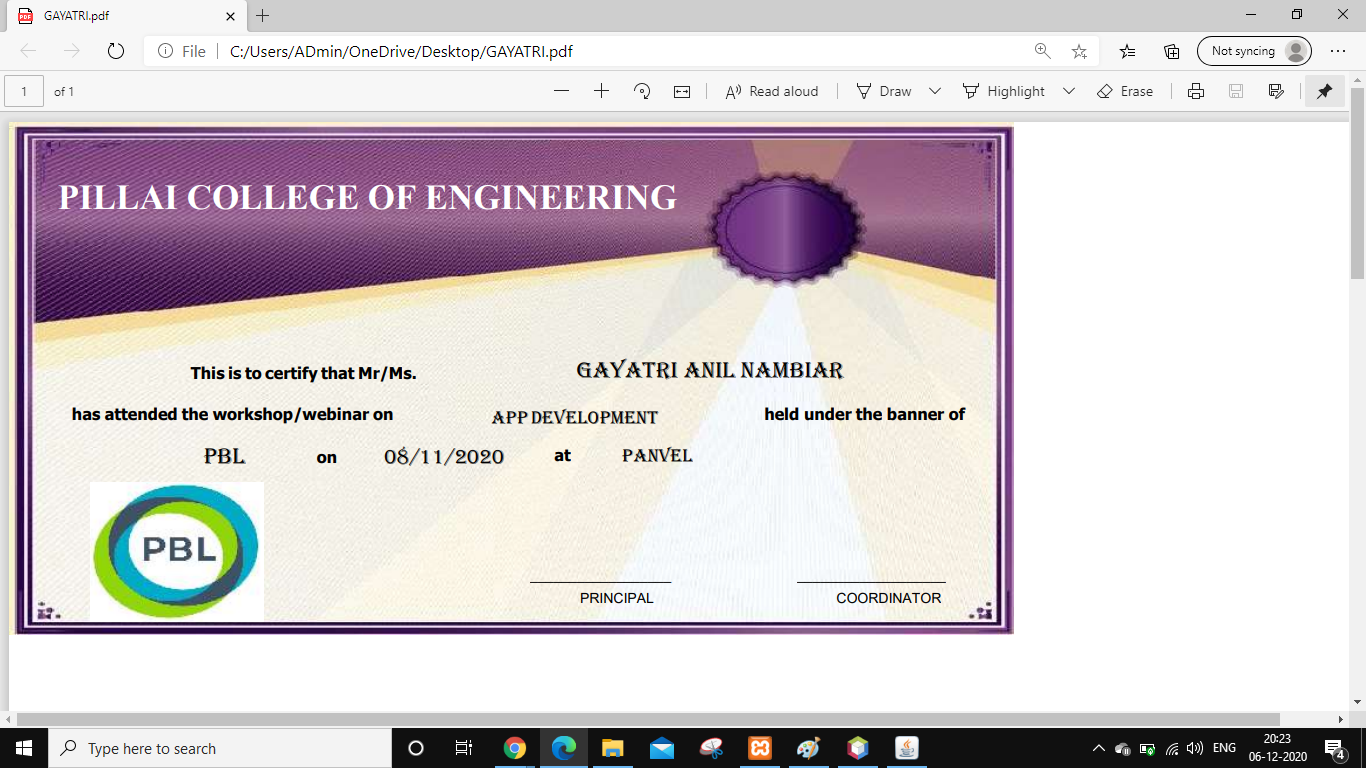 GAYATRI.pdf
File C:/Users/ADmin/OneDrive/Desktop/GAYATRI.pdf Not syncing
1 of 1 Read aloud Draw Highlight Erase
PILLAI COLLEGE OF ENGINEERING
This is to certify that Mr/Ms. GAYATRI ANIL NAMBIAR
has attended the workshop/webinar on APP DEVELOPMENT held under the banner of
PBL on 08/11/2020 at PANVEL
PBL
PRINCIPAL COORDINATOR
Type here to search ENG 20:23
06-12-2020 4